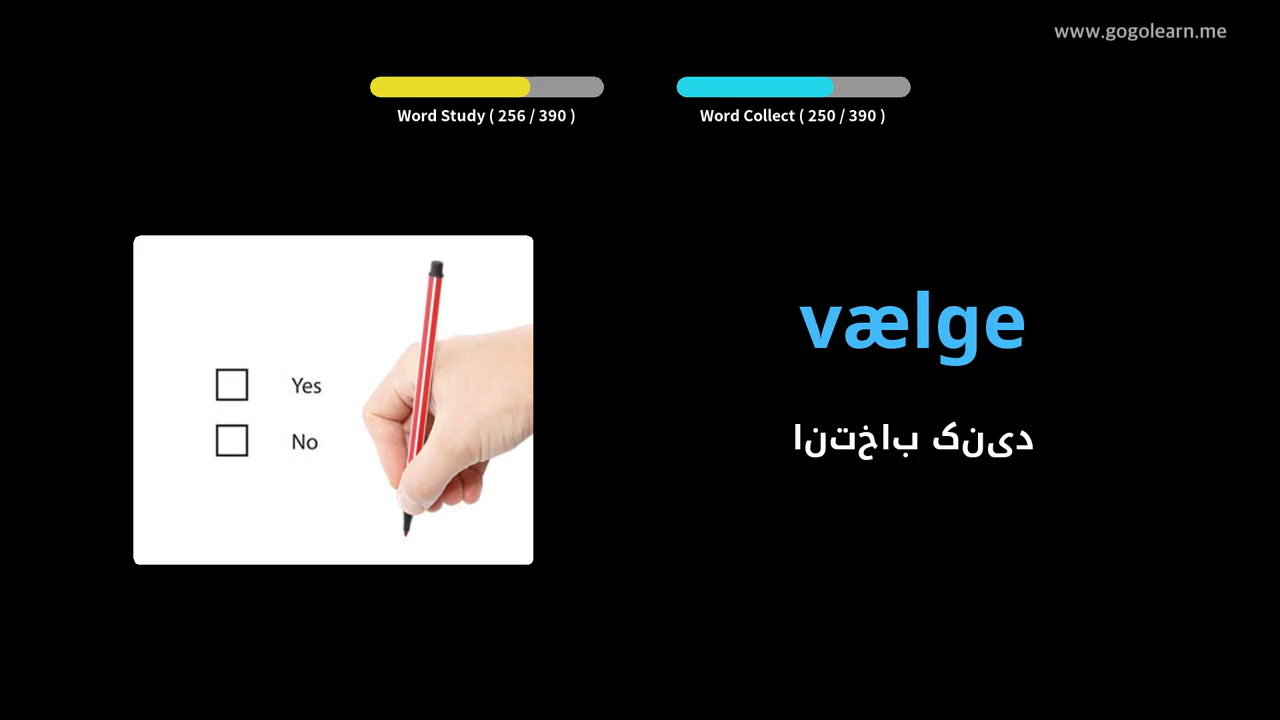 www.gogolearn.me
Word Study ( 256 / 390 )
Word Collect ( 250 / 390 )
Yes
No
vælge
انتخاب کنید